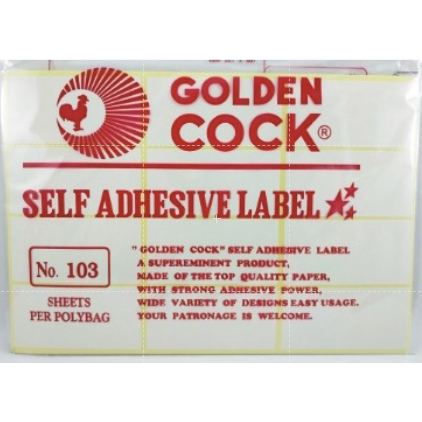 GOLDEN
COCK®
SELF ADHESIVE LABEL
"GOLDEN COCK" SELF ADHESIVE LABEL
A SUPEREMINENT PRODUCT,
MADE OF THE TOP QUALITY PAPER,
WITH STRONG ADHESIVE POWER,
WIDE VARIETY OF DESIGNS EASY USAGE.
YOUR PATRONAGE IS WELCOME.
No. 103
SHEETS
PER POLYBAG